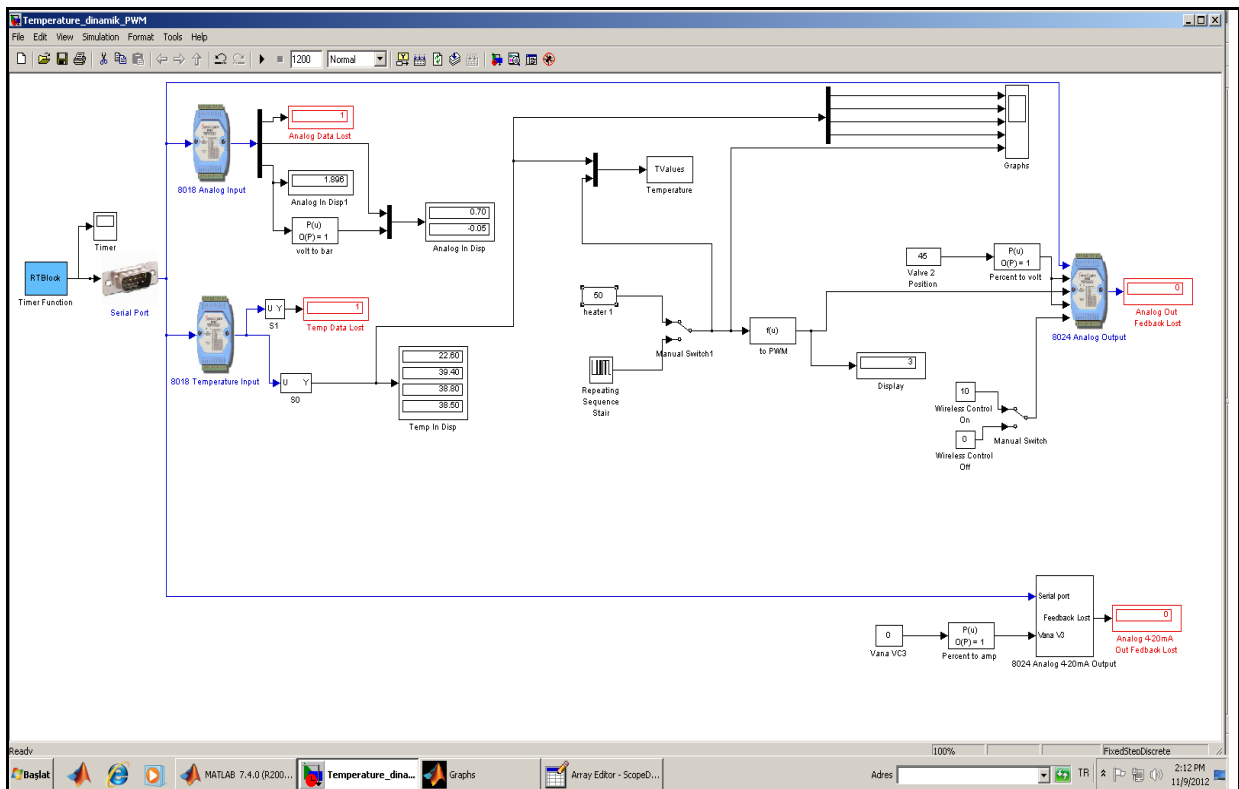 Temperature_dinamik_PWM
File Edit View Simulation Format Tools Help
1200 Normal
1
Analog Data Lost
8018 Analog Input
1.896
Analog In Disp1
P(u)
O(P) = 1
volt to bar
0.70
-0.05
Analog In Disp
Timer
RTBlock
Timer Function
Serial Port
U Y
S1
1
Temp Data Lost
8018 Temperature Input
U Y
S0
22.60
39.40
38.80
38.50
Temp In Disp
TValues
Temperature
Graphs
50
heater 1
Manual Switch1
Repeating
Sequence
Stair
f(u)
to PWM
3
Display
45
Valve 2
Position
P(u)
O(P) = 1
Percent to volt
8024 Analog Output
0
Analog Out
Fedback Lost
10
Wireless Control
On
0
Wireless Control
Off
Manual Switch
0
Vana VC3
P(u)
O(P) = 1
Percent to amp
Serial port
Feedback Lost
Vana V3
8024 Analog 4-20mA Output
0
Analog 4-20mA
Out Fedback Lost
Ready 100% FixedStepDiscrete
Başlat MATLAB 7.4.0 (R200... Temperature_dina... Graphs Array Editor - ScopeD... Adres TR 2:12 PM
11/9/2012